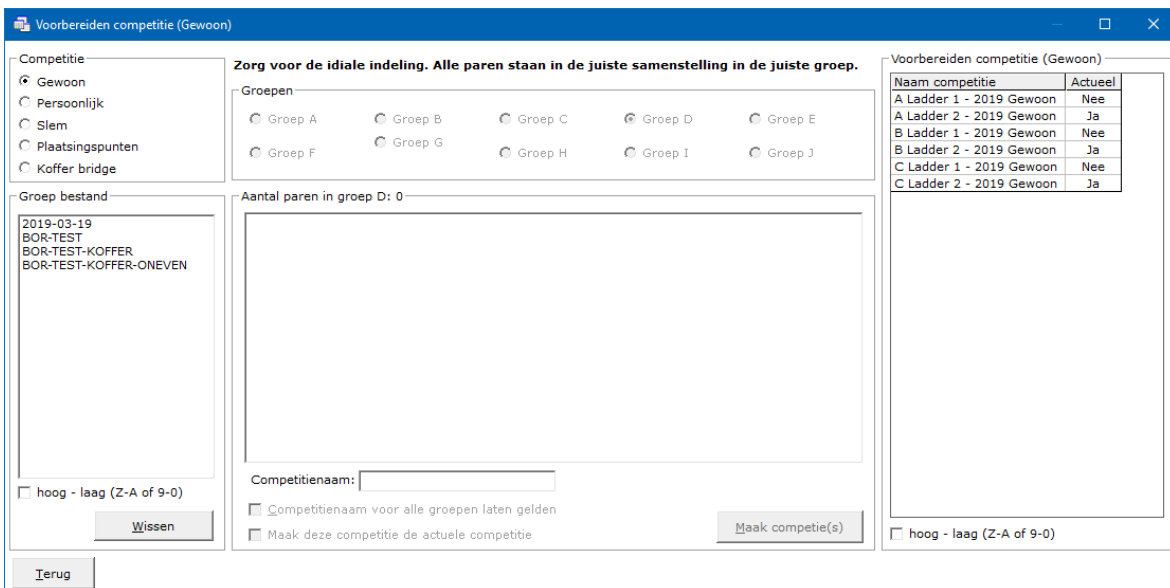 Voorbereiden competitie (Gewoon)
Competitie
Gewoon
Persoonlijk
Slem
Plaatsingspunten
Koffer bridge
Groep bestand
2019-03-19
BOR-TEST
BOR-TEST-KOFFER
BOR-TEST-KOFFER-ONEVEN
hoog - laag (Z-A of 9-0)
Wissen
Terug
Zorg voor de idiale indeling. Alle paren staan in de juiste samenstelling in de juiste groep.
Groepen
Groep A Groep B Groep C Groep D Groep E
Groep F Groep G Groep H Groep I Groep J
Aantal paren in groep D: 0
Competitienaam:
Competitienaam voor alle groepen laten gelden
Maak deze competitie de actuele competitie
Maak competie(s)
Voorbereiden competitie (Gewoon)
Naam competitie Actueel
A Ladder 1 - 2019 Gewoon Nee
A Ladder 2 - 2019 Gewoon Ja
B Ladder 1 - 2019 Gewoon Nee
B Ladder 2 - 2019 Gewoon Ja
C Ladder 1 - 2019 Gewoon Nee
C Ladder 2 - 2019 Gewoon Ja
hoog - laag (Z-A of 9-0)